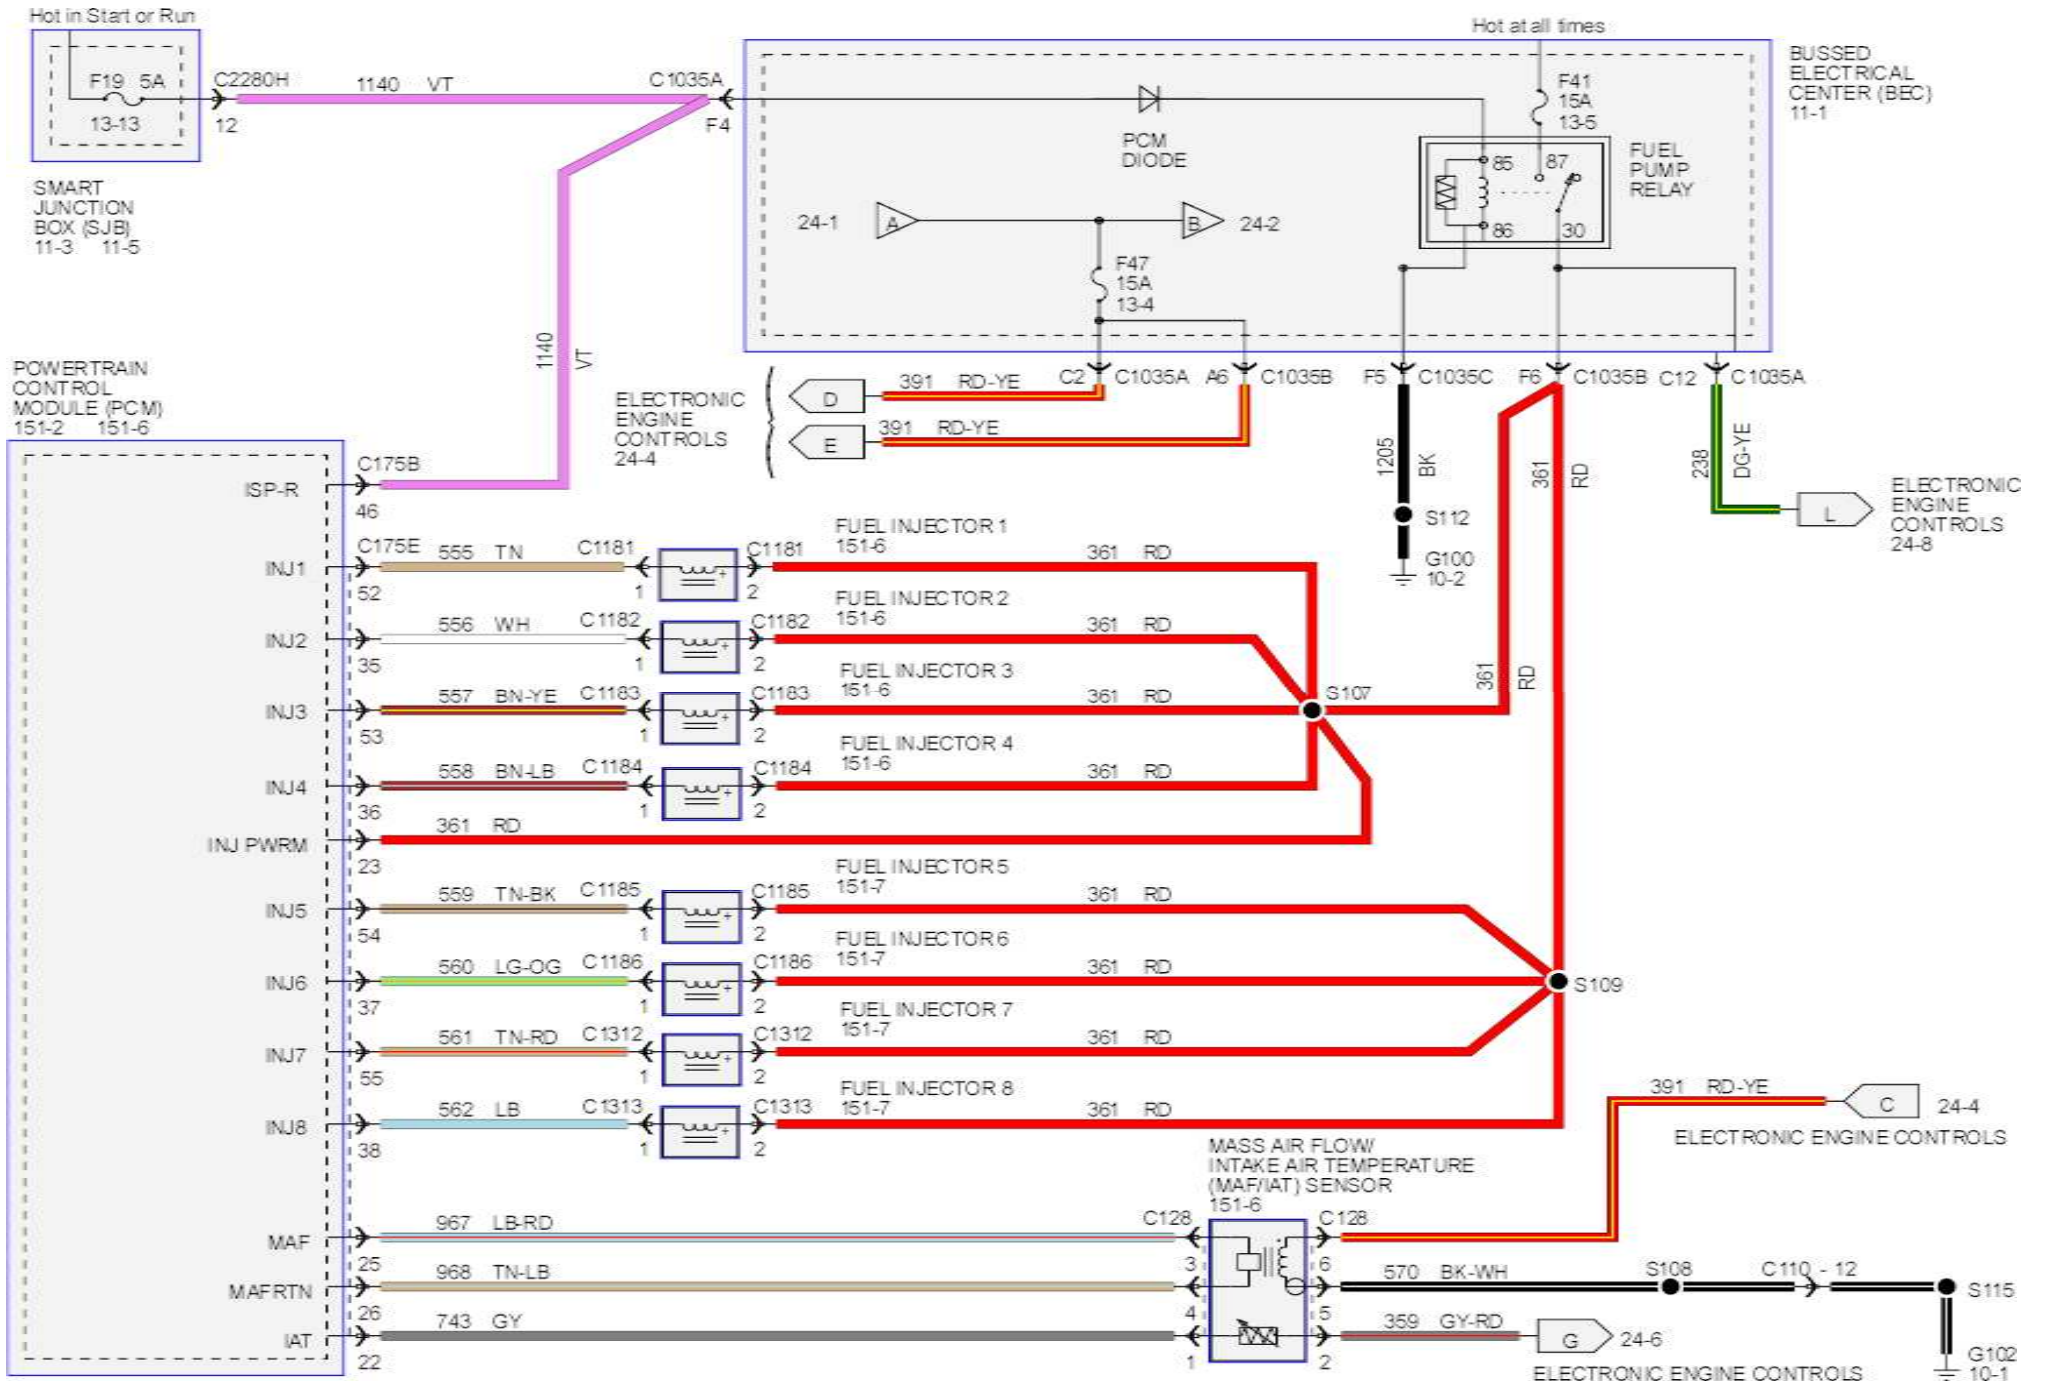 Hot in Start or Run
F19 5A
13-13
C2280H
12
1140 VT
C1035A
F4
SMART
JUNCTION
BOX (SJB)
11-3 11-5
Hot at all times
BUSSED
ELECTRICAL
CENTER (BEC)
11-1
PCM
DIODE
F41
15A
13-5
85 87
86 30
FUEL
PUMP
RELAY
24-1 A
B 24-2
F47
15A
13-4
1140
VT
C2 C1035A
A6 C1035B
F5 C1035C
F6 C1035B
C12 C1035A
ELECTRONIC
ENGINE
CONTROLS
24-4
D
391 RD-YE
E
391 RD-YE
1205
BK
S112
G100
10-2
361
RD
361
RD
238
DG-YE
L
ELECTRONIC
ENGINE
CONTROLS
24-8
POWERTRAIN
CONTROL
MODULE (PCM)
151-2 151-6
ISP-R
C175B
46
INJ1
C175E
52
555 TN
C1181
1
C1181
2
FUEL INJECTOR 1
151-6
361 RD
INJ2
35
556 WH
C1182
1
C1182
2
FUEL INJECTOR 2
151-6
361 RD
INJ3
53
557 BN-YE
C1183
1
C1183
2
FUEL INJECTOR 3
151-6
361 RD
S107
INJ4
36
558 BN-LB
C1184
1
C1184
2
FUEL INJECTOR 4
151-6
361 RD
INJ PWRM
23
361 RD
INJ5
54
559 TN-BK
C1185
1
C1185
2
FUEL INJECTOR 5
151-7
361 RD
INJ6
37
560 LG-OG
C1186
1
C1186
2
FUEL INJECTOR 6
151-7
361 RD
S109
INJ7
55
561 TN-RD
C1312
1
C1312
2
FUEL INJECTOR 7
151-7
361 RD
INJ8
38
562 LB
C1313
1
C1313
2
FUEL INJECTOR 8
151-7
361 RD
391 RD-YE
C 24-4
ELECTRONIC ENGINE CONTROLS
MASS AIR FLOW/
INTAKE AIR TEMPERATURE
(MAF/IAT) SENSOR
151-6
MAF
25
967 LB-RD
C128
3
C128
6
MAFRTN
26
968 TN-LB
4
5
570 BK-WH
S108
C110 - 12
S115
IAT
22
743 GY
1
2
359 GY-RD
G 24-6
ELECTRONIC ENGINE CONTROLS
G102
10-1